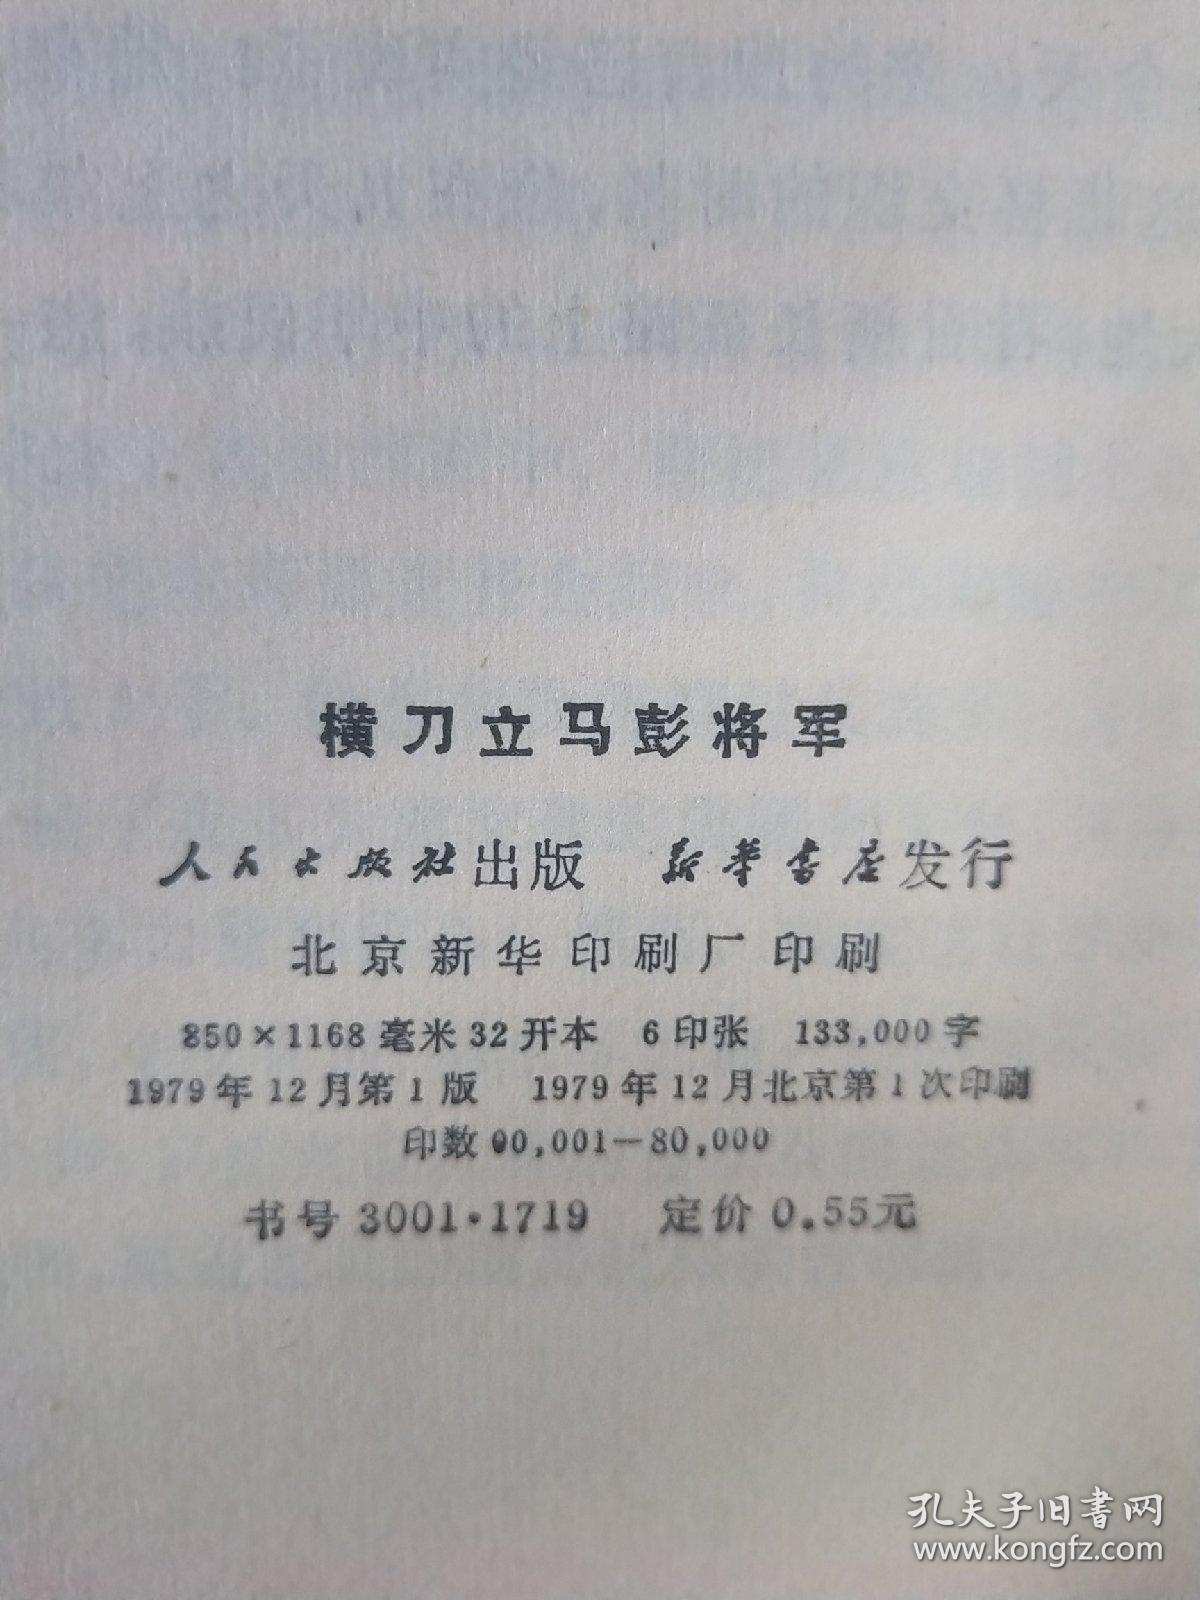 横刀立马彭将军
人民出版社出版 新华书店发行
北京新华印刷厂印刷
850×1168毫米32开本 6印张 133,000字
1979年12月第1版 1979年12月北京第1次印刷
印数00,001—80,000
书号3001·1719 定价0.55元
孔夫子旧书网
www.kongfz.com